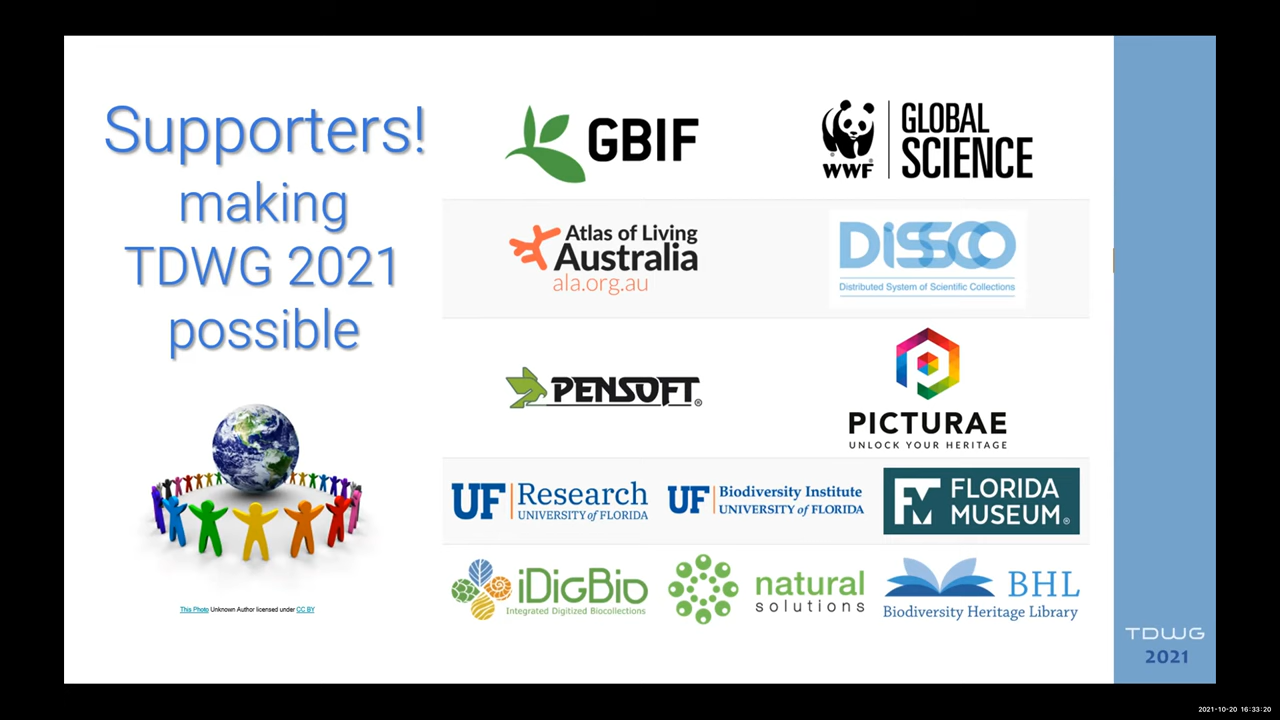 Supporters!
making
TDWG 2021
possible
This Photo Unknown Author licensed under CC BY
GBIF
WWF
GLOBAL
SCIENCE
Atlas of Living
Australia
ala.org.au
DiSSCO
Distributed System of Scientific Collections
PENSOFT®
PICTURAE
UNLOCK YOUR HERITAGE
UF Research
UNIVERSITY of FLORIDA
UF Biodiversity Institute
UNIVERSITY of FLORIDA
FM FLORIDA
MUSEUM®
iDigBio
Integrated Digitized Biocollections
natural
solutions
BHL
Biodiversity Heritage Library
TDWG
2021
2021-10-20 16:33:20